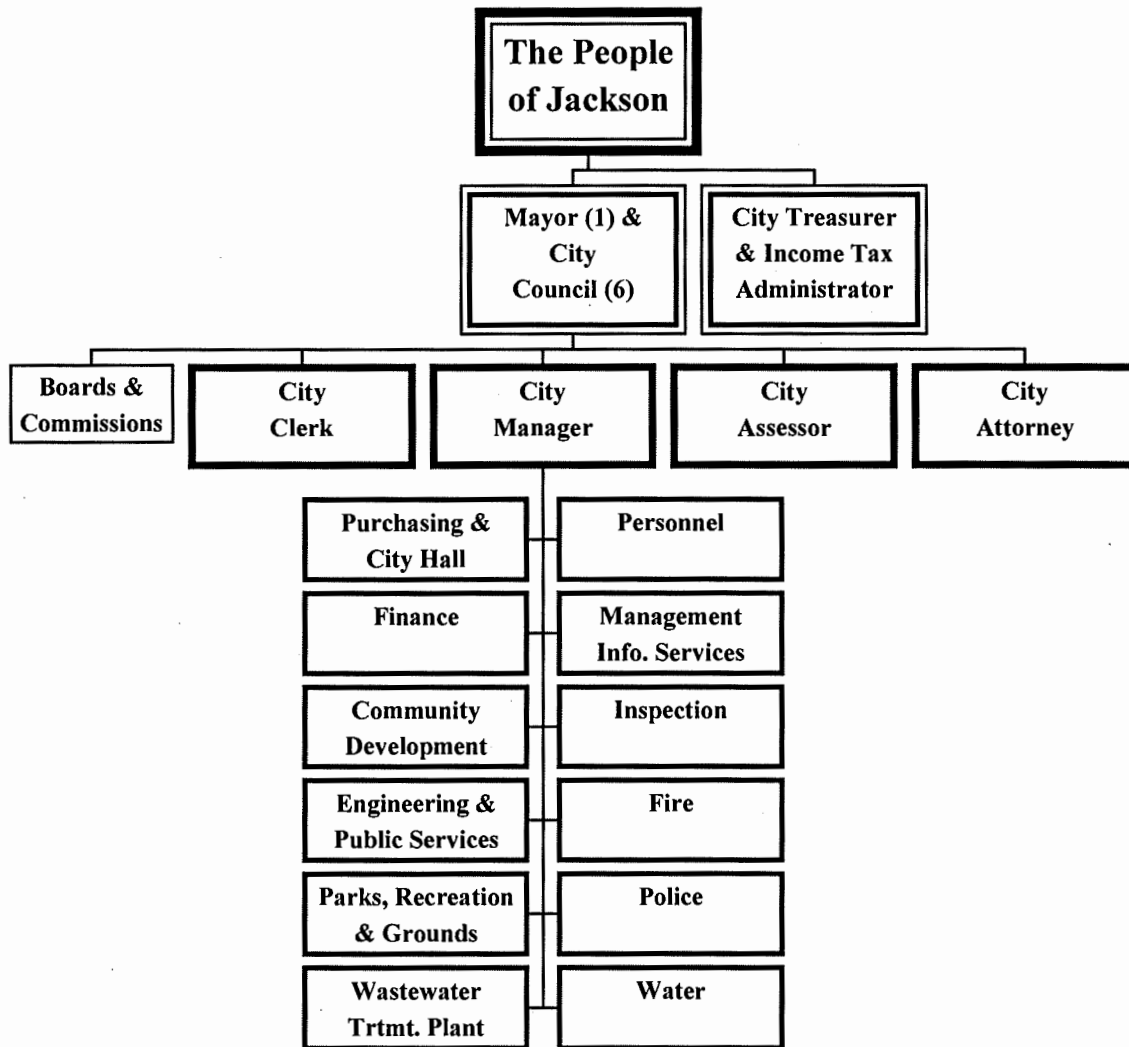 The People
of Jackson
Mayor (1) &
City
Council (6)
City Treasurer
& Income Tax
Administrator
Boards &
Commissions
City
Clerk
City
Manager
City
Assessor
City
Attorney
Purchasing &
City Hall
Personnel
Finance
Management
Info. Services
Community
Development
Inspection
Engineering &
Public Services
Fire
Parks, Recreation
& Grounds
Police
Wastewater
Trtmt. Plant
Water